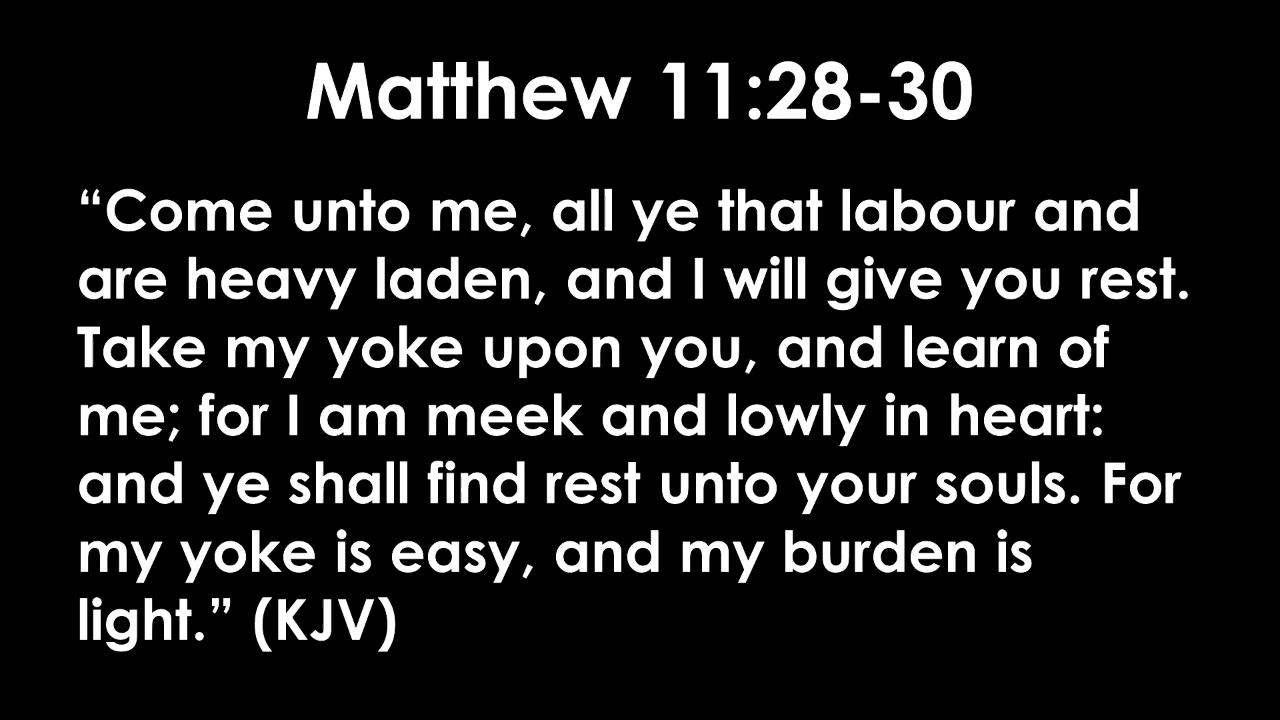 Matthew 11:28-30
“Come unto me, all ye that labour and
are heavy laden, and I will give you rest.
Take my yoke upon you, and learn of
me; for I am meek and lowly in heart:
and ye shall find rest unto your souls. For
my yoke is easy, and my burden is
light.” (KJV)